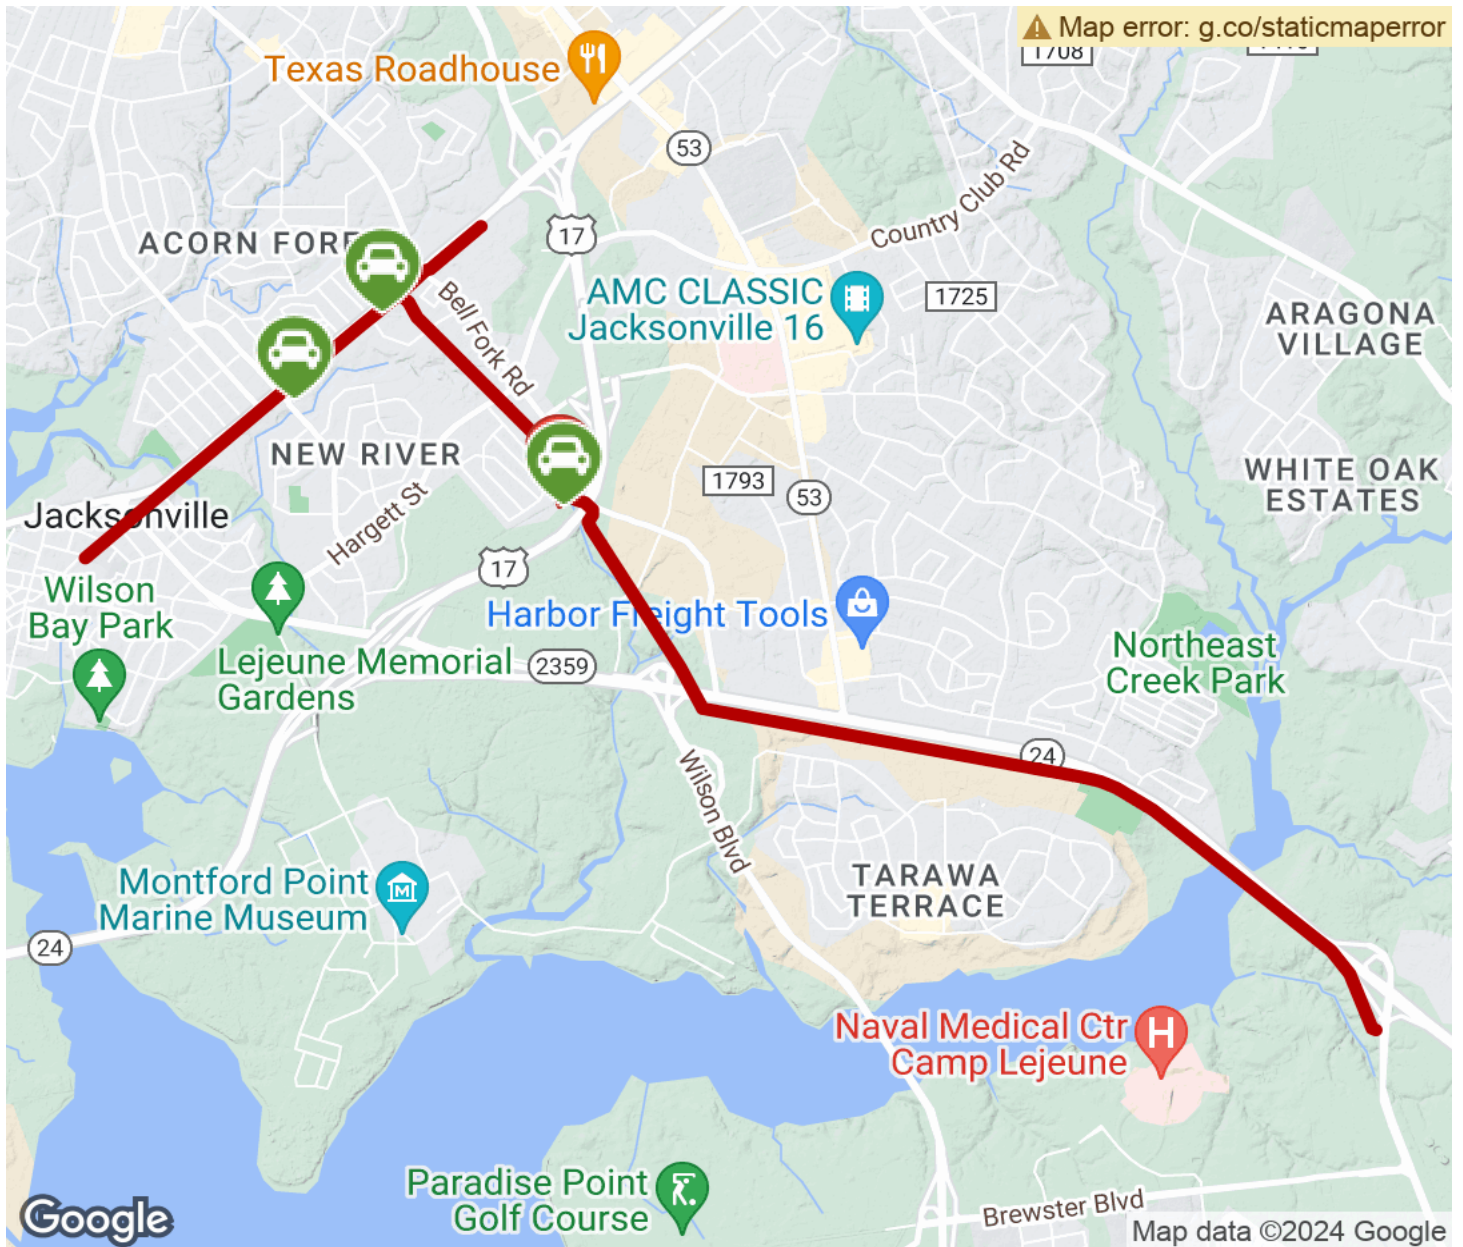 Map error: g.co/staticmaperror
1708
Texas Roadhouse
53
Country Club Rd
17
ACORN FORE
AMC CLASSIC
Jacksonville 16
1725
Bell Fork Rd
ARAGONA
VILLAGE
NEW RIVER
1793
53
WHITE OAK
ESTATES
Jacksonville
Hargett St
17
Wilson
Bay Park
Harbor Freight Tools
Lejeune Memorial
Gardens
2359
Northeast
Creek Park
24
Wilson Blvd
Montford Point
Marine Museum
TARAWA
TERRACE
24
Naval Medical Ctr
Camp Lejeune
H
Paradise Point
Golf Course
Brewster Blvd
Google
Map data ©2024 Google